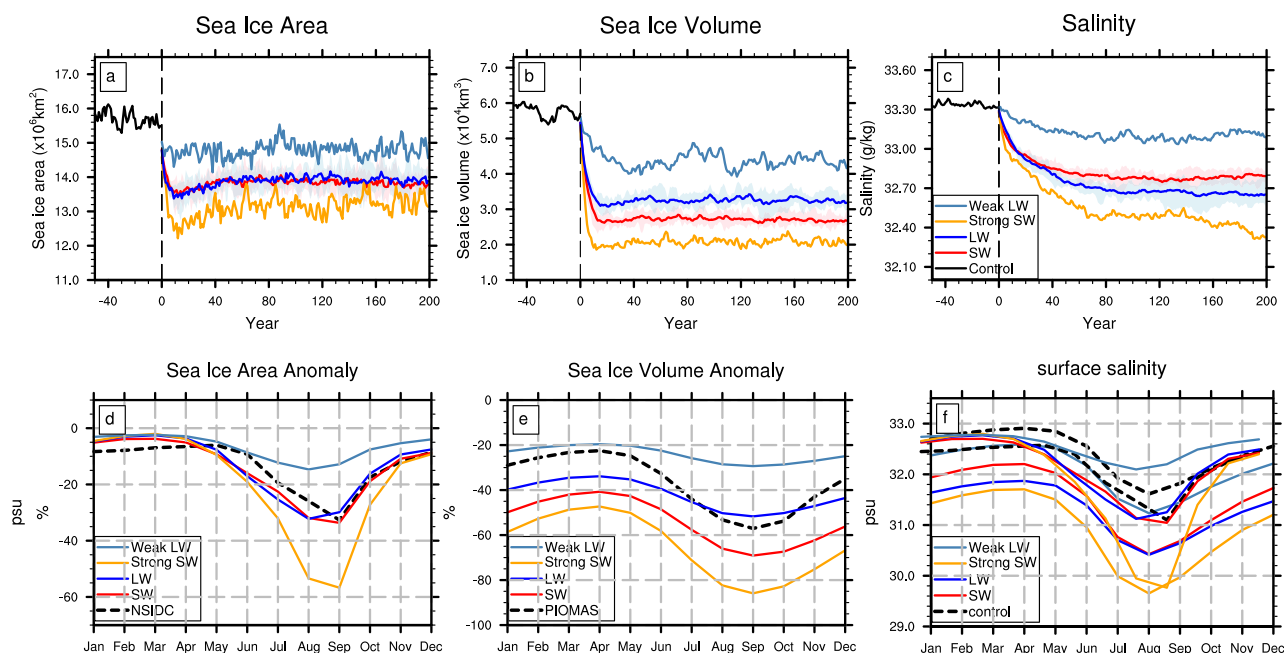 Sea Ice Area
Sea Ice Volume
Salinity
a
17.0
16.0
15.0
14.0
13.0
12.0
11.0
Sea ice area (x10⁶km²)
-40 0 40 80 120 160 200
Year
b
7.0
6.0
5.0
4.0
3.0
2.0
1.0
Sea ice volume (x10⁴km³)
-40 0 40 80 120 160 200
Year
c
33.60
33.30
33.00
32.70
32.40
32.10
Salinity (g/kg)
Weak LW
Strong SW
LW
SW
Control
-40 0 40 80 120 160 200
Year
Sea Ice Area Anomaly
Sea Ice Volume Anomaly
surface salinity
d
0
-20
-40
-60
psu
%
Weak LW
Strong SW
LW
SW
NSIDC
Jan Feb Mar Apr May Jun Jul Aug Sep Oct Nov Dec
e
0
-20
-40
-60
-80
-100
%
Weak LW
Strong SW
LW
SW
PIOMAS
Jan Feb Mar Apr May Jun Jul Aug Sep Oct Nov Dec
f
33.0
32.0
31.0
30.0
29.0
psu
Weak LW
Strong SW
LW
SW
control
Jan Feb Mar Apr May Jun Jul Aug Sep Oct Nov Dec